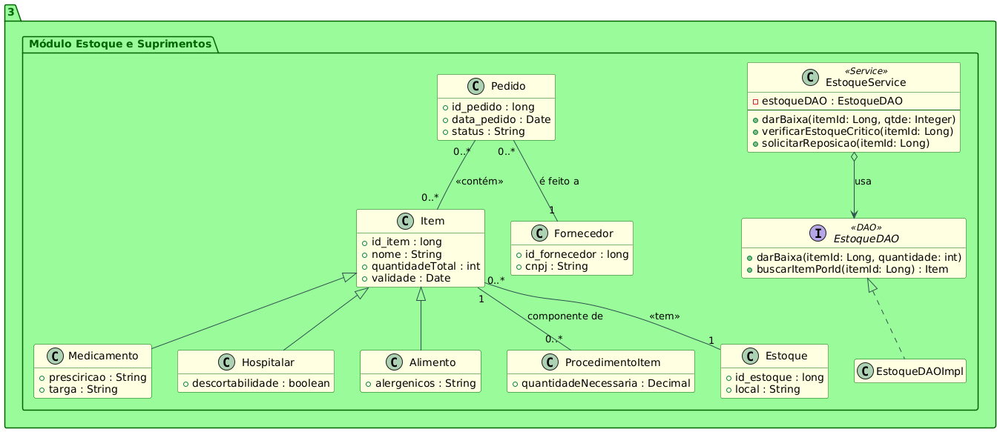 3
Módulo Estoque e Suprimentos
C Pedido
id_pedido : long
data_pedido : Date
status : String
C «Service»
EstoqueService
estoqueDAO : EstoqueDAO
darBaixa(itemId: Long, qtde: Integer)
verificarEstoqueCritico(itemId: Long)
solicitarReposicao(itemId: Long)
0..*
0..*
«contém»
é feito a
usa
0..*
1
C Item
id_item : long
nome : String
quantidadeTotal : int
validade : Date
C Fornecedor
id_fornecedor : long
cnpj : String
I «DAO»
EstoqueDAO
darBaixa(itemId: Long, quantidade: int)
buscarItemPorId(itemId: Long) : Item
0..*
1
componente de
«tem»
0..*
1
C Medicamento
presciricao : String
targa : String
C Hospitalar
descortabilidade : boolean
C Alimento
alergenicos : String
C ProcedimentoItem
quantidadeNecessaria : Decimal
C Estoque
id_estoque : long
local : String
C EstoqueDAOImpl